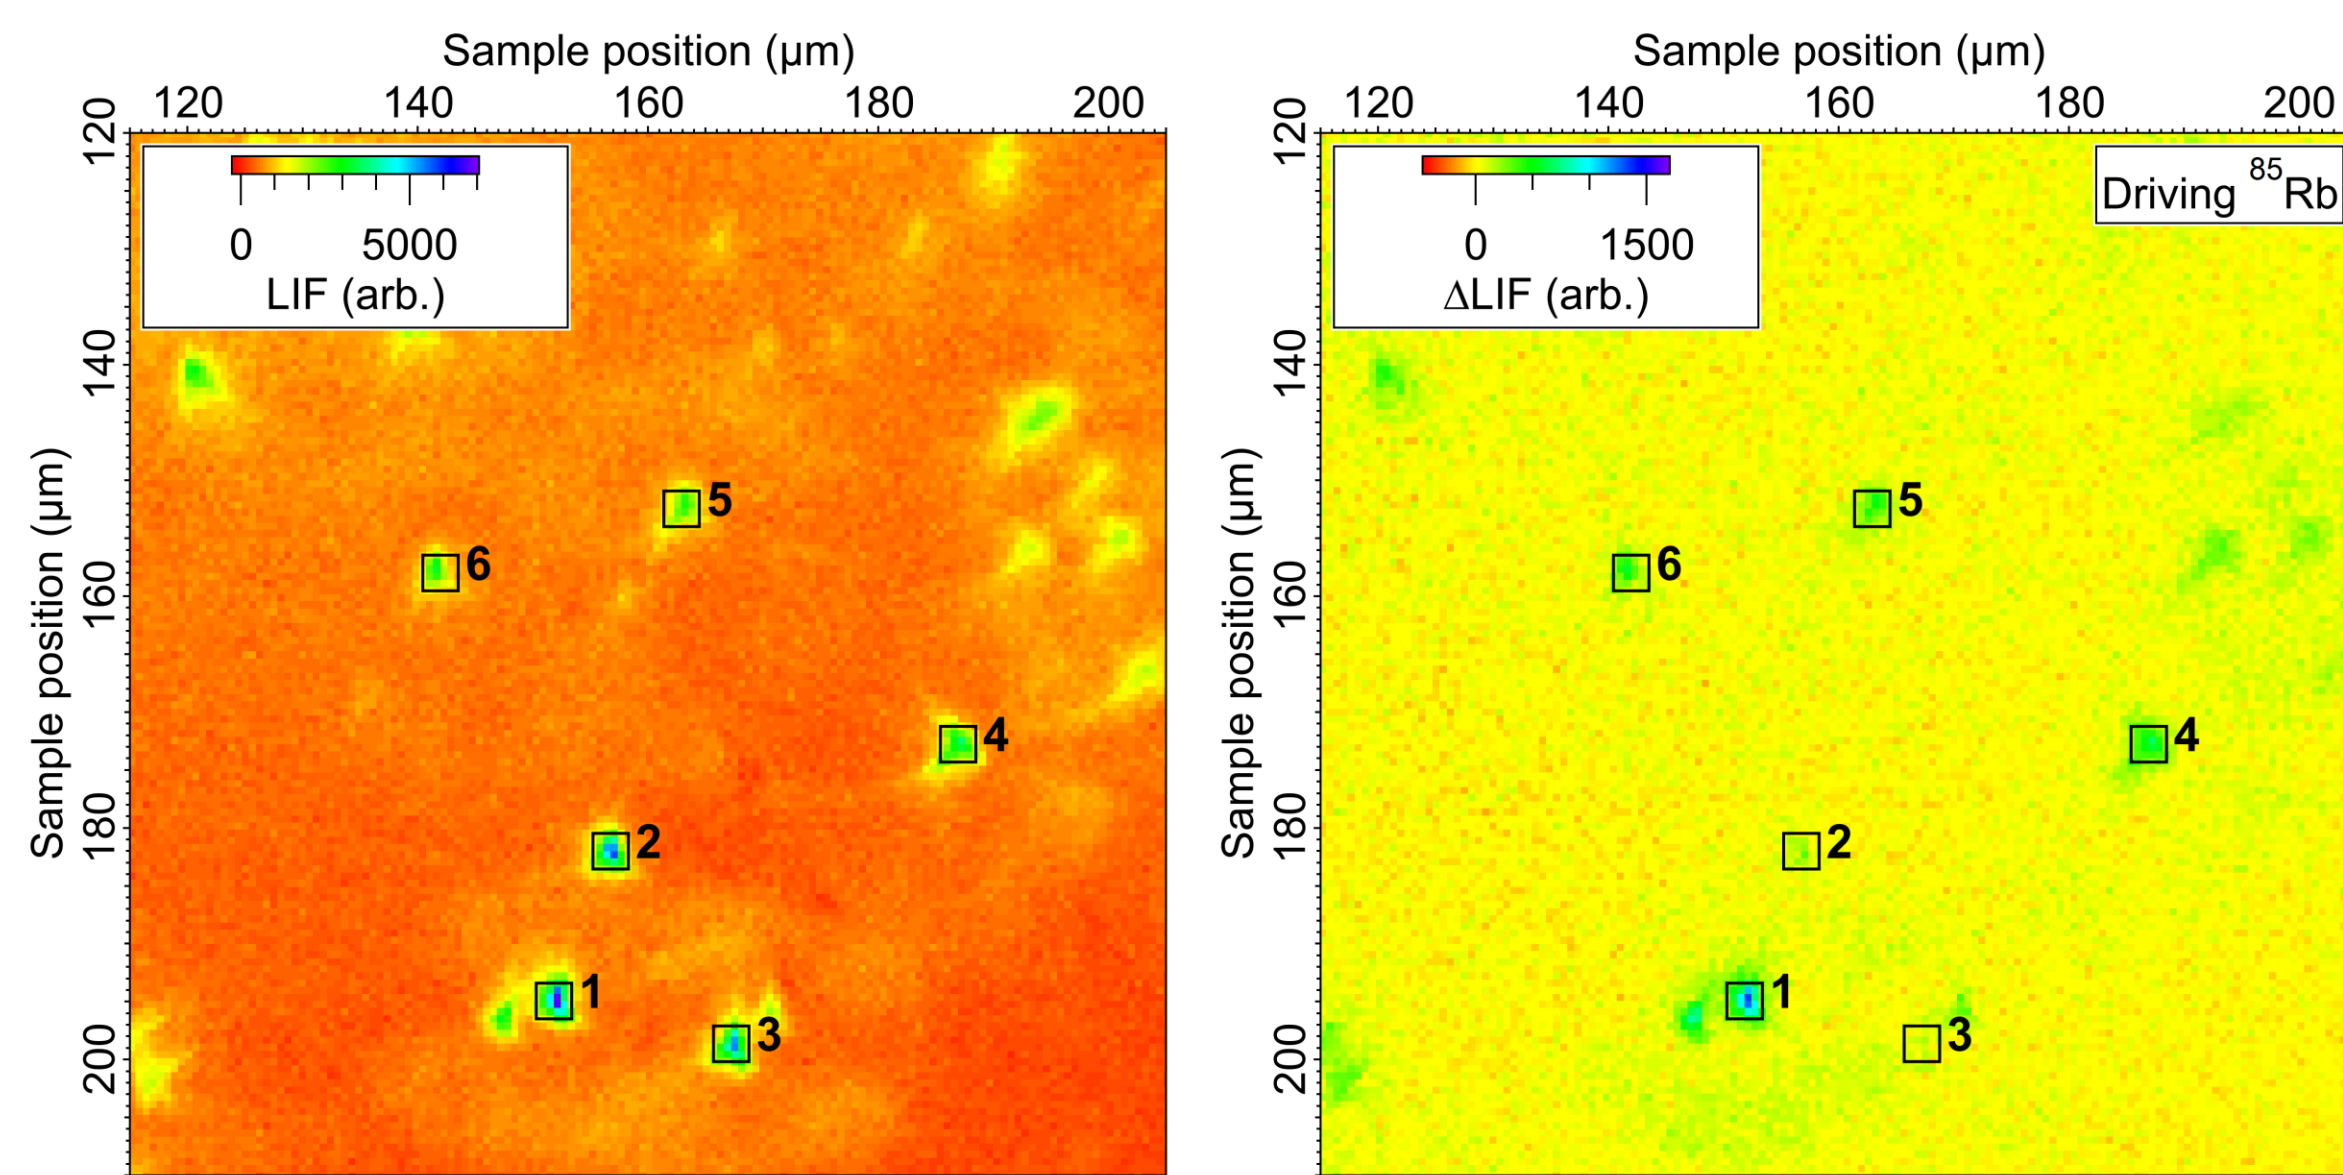 Sample position (µm)
120 140 160 180 200
Sample position (µm)
120
140
160
180
200
0 5000
LIF (arb.)
5
6
4
2
1
3
Sample position (µm)
120 140 160 180 200
Sample position (µm)
120
140
160
180
200
0 1500
ΔLIF (arb.)
Driving ⁸⁵Rb
5
6
4
2
1
3